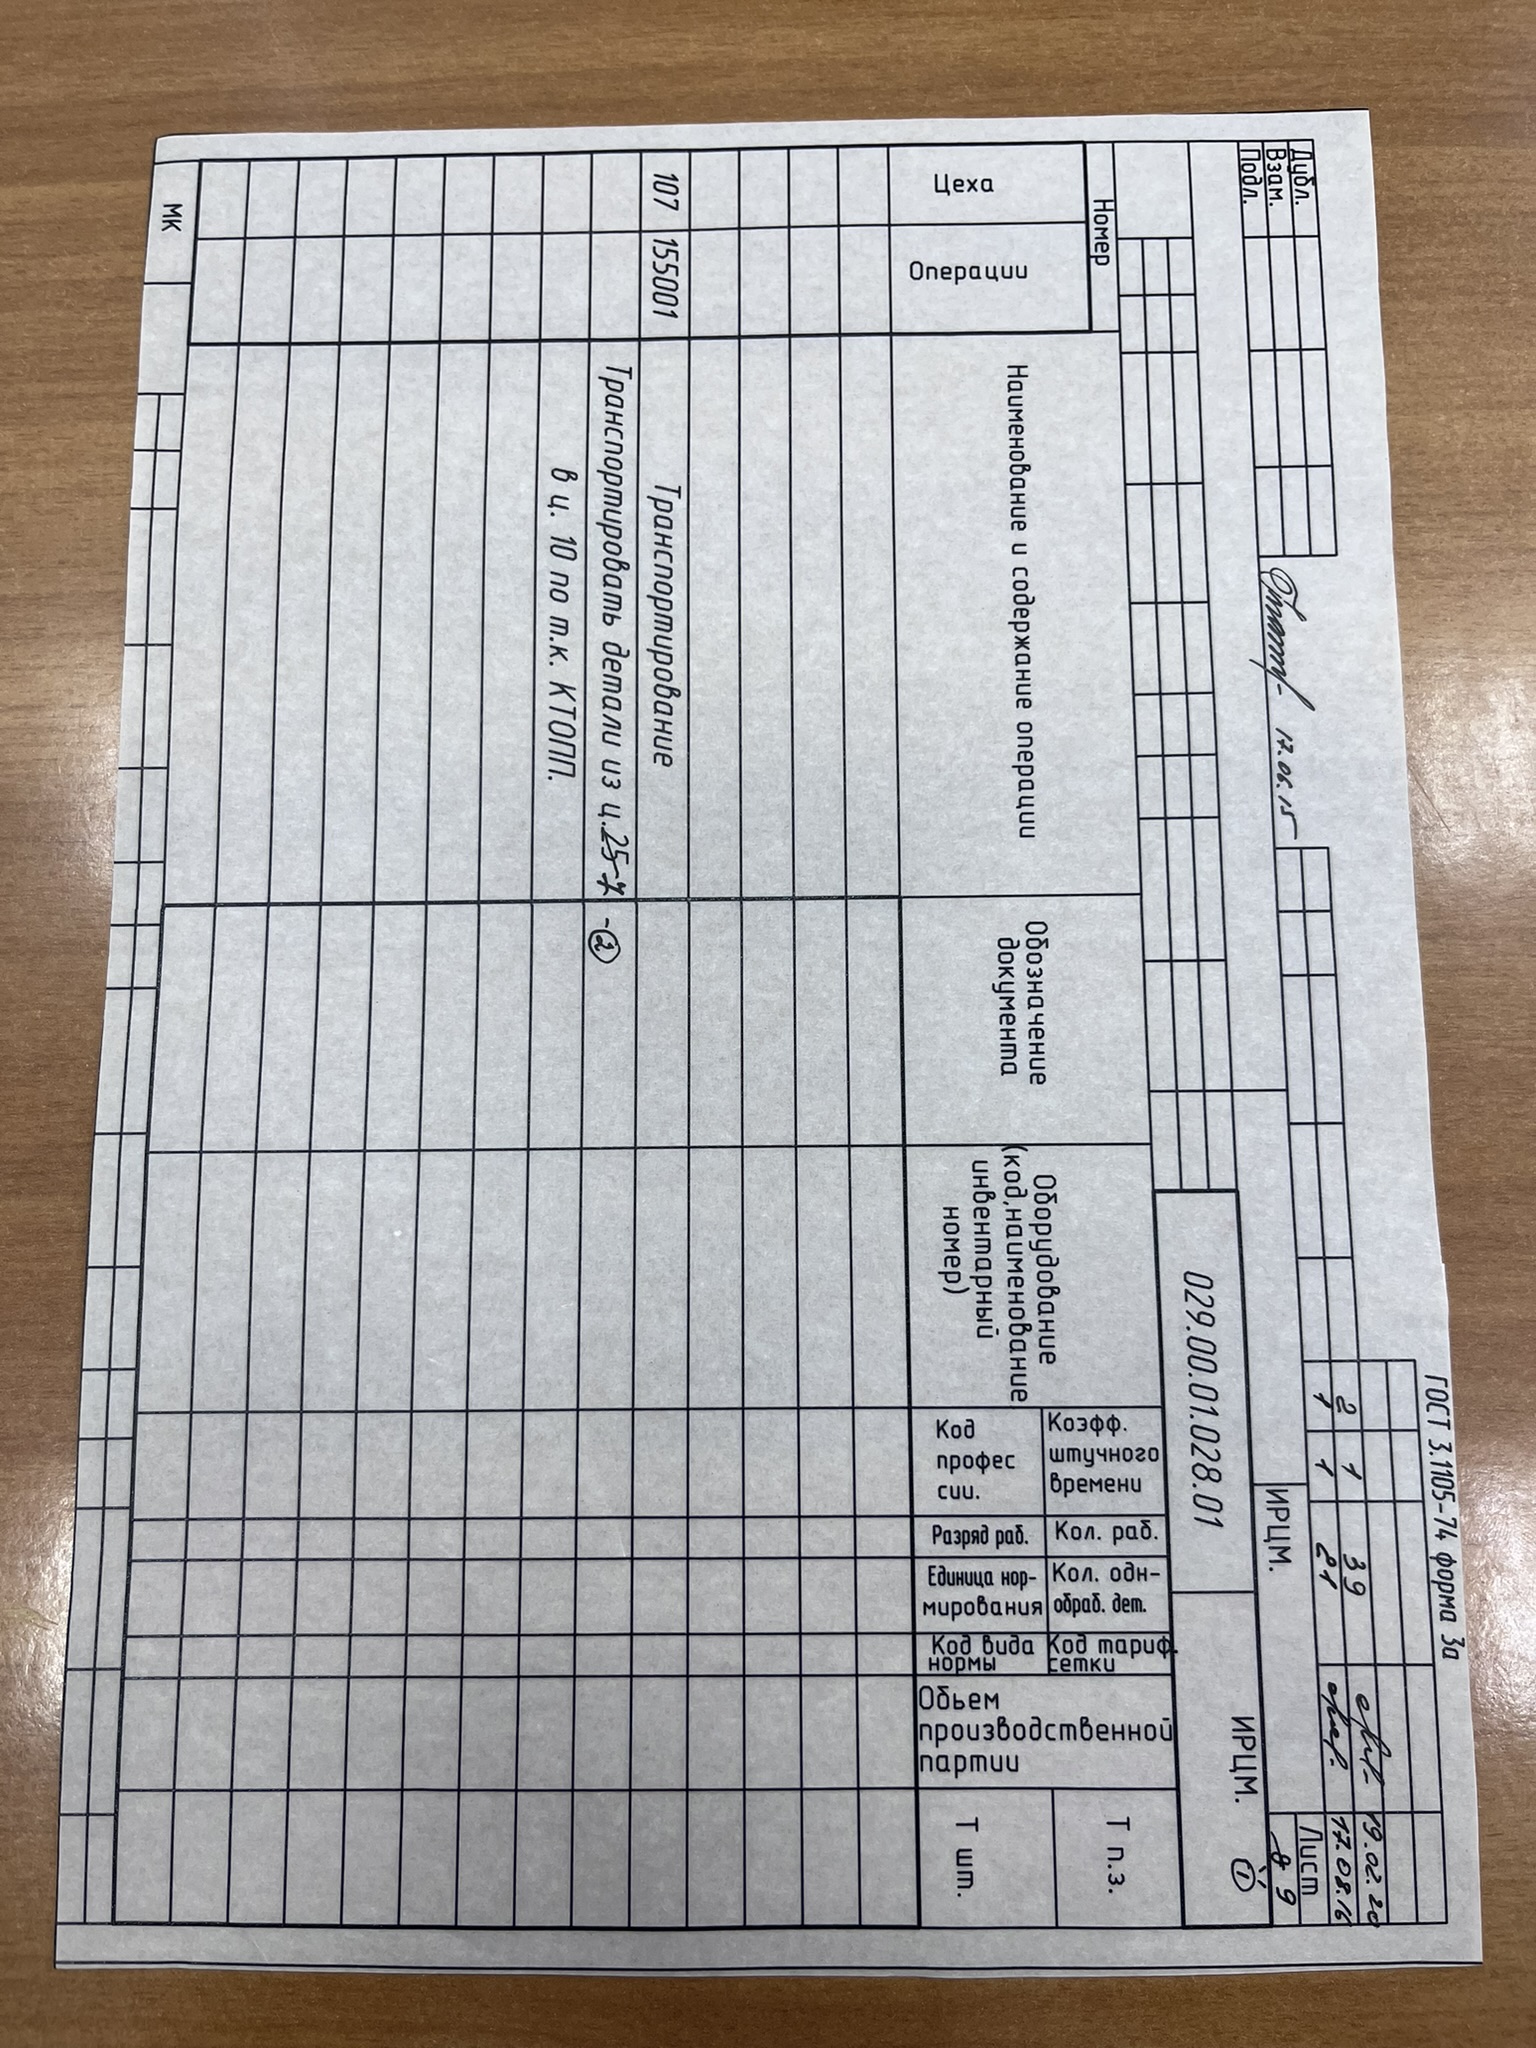 ГОСТ 3.1105-74 форма 3а
2 1 39 19.02.20
1 1 21 17.08.16
Дубл.
Взам.
Подл.
17.06.15
Лист
ИРЦМ. 8 9
029.00.01.028.01 ИРЦМ. 1
Номер
Цеха
Операции
Наименование и содержание операции
Обозначение
документа
Оборудование
(код,наименование
инвентарный
номер)
Коэфф.
штучного
времени
Кол. раб.
Кол. одн-
обраб. дет.
Код тариф.
сетки
Код
профес
сии.
Разряд раб.
Единица нор-
мирования
Код вида
нормы
Обьем
производственной
партии
Т п.з.
Т шт.
107 155001 Транспортирование
Транспортировать детали из ц.25 7 -2
в ц. 10 по т.к. КТОПП.
МК